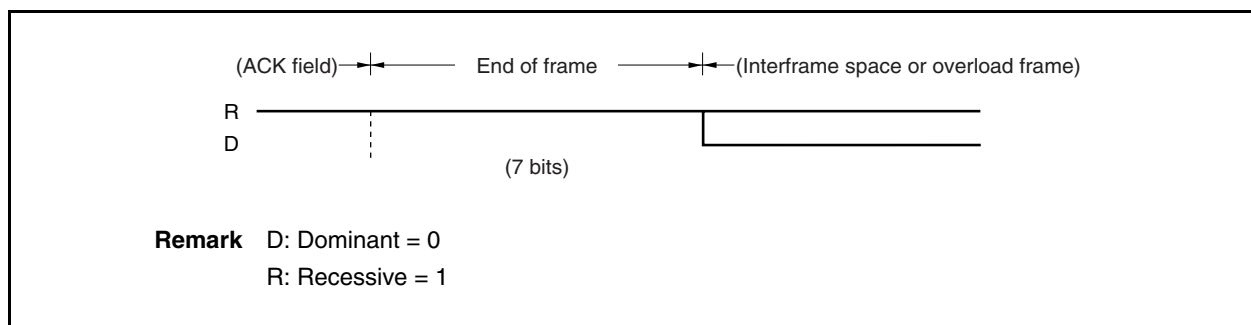 (ACK field) End of frame (Interframe space or overload frame)
R
D
(7 bits)
Remark D: Dominant = 0
R: Recessive = 1